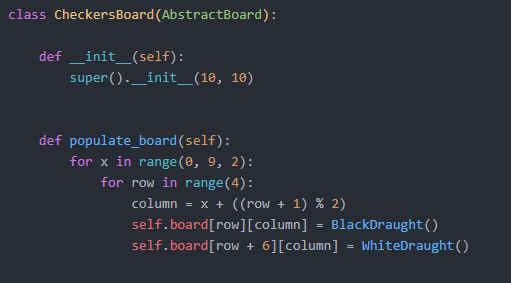 class CheckersBoard(AbstractBoard):
def __init__(self):
super().__init__(10, 10)
def populate_board(self):
for x in range(0, 9, 2):
for row in range(4):
column = x + ((row + 1) % 2)
self.board[row][column] = BlackDraught()
self.board[row + 6][column] = WhiteDraught()